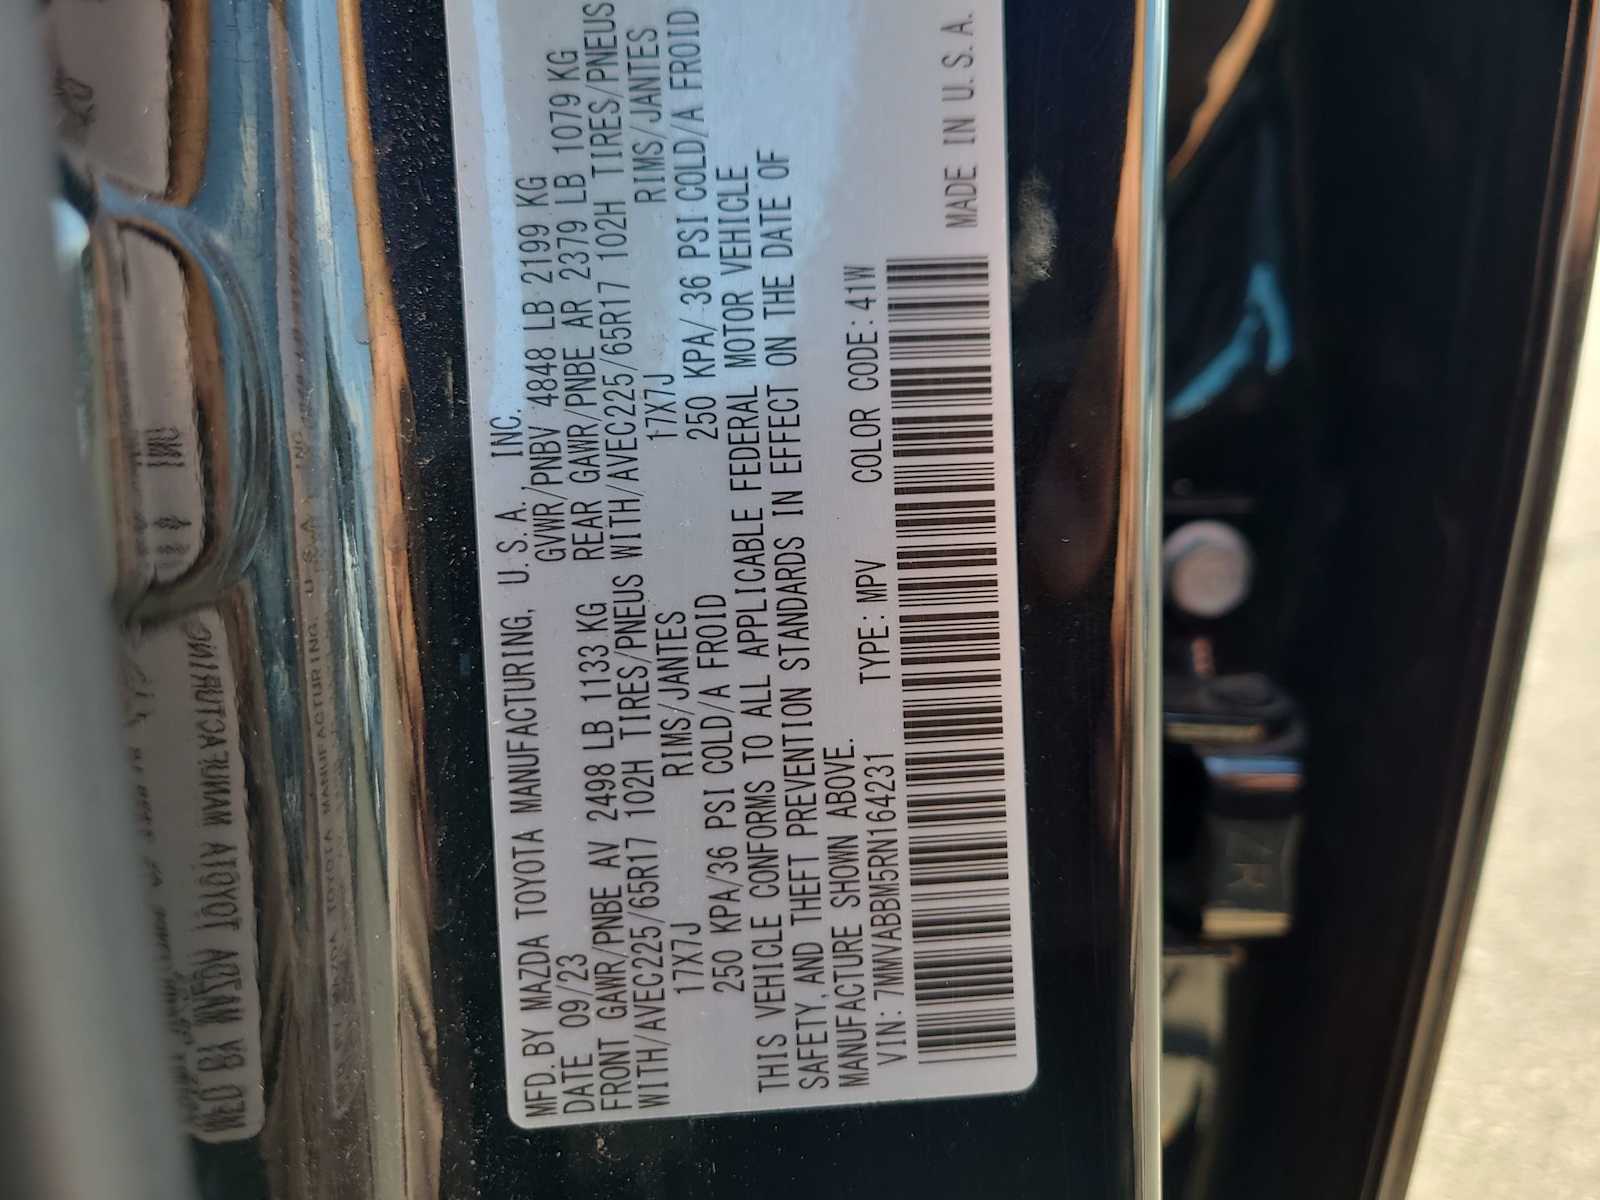 MFD. BY MAZDA TOYOTA MANUFACTURING, U.S.A., INC.
DATE 09/23 GVWR/PNBV 4848 LB 2199 KG
FRONT GAWR/PNBE AV 2498 LB 1133 KG REAR GAWR/PNBE AR 2379 LB 1079 KG
WITH/AVEC225/65R17 102H TIRES/PNEUS WITH/AVEC225/65R17 102H TIRES/PNEUS
17X7J RIMS/JANTES 17X7J RIMS/JANTES
250 KPA/36 PSI COLD/A FROID 250 KPA/36 PSI COLD/A FROID
THIS VEHICLE CONFORMS TO ALL APPLICABLE FEDERAL MOTOR VEHICLE
SAFETY, AND THEFT PREVENTION STANDARDS IN EFFECT ON THE DATE OF
MANUFACTURE SHOWN ABOVE.
VIN: 7MMVABBM5RN164231 TYPE: MPV COLOR CODE: 41W
MADE IN U.S.A.